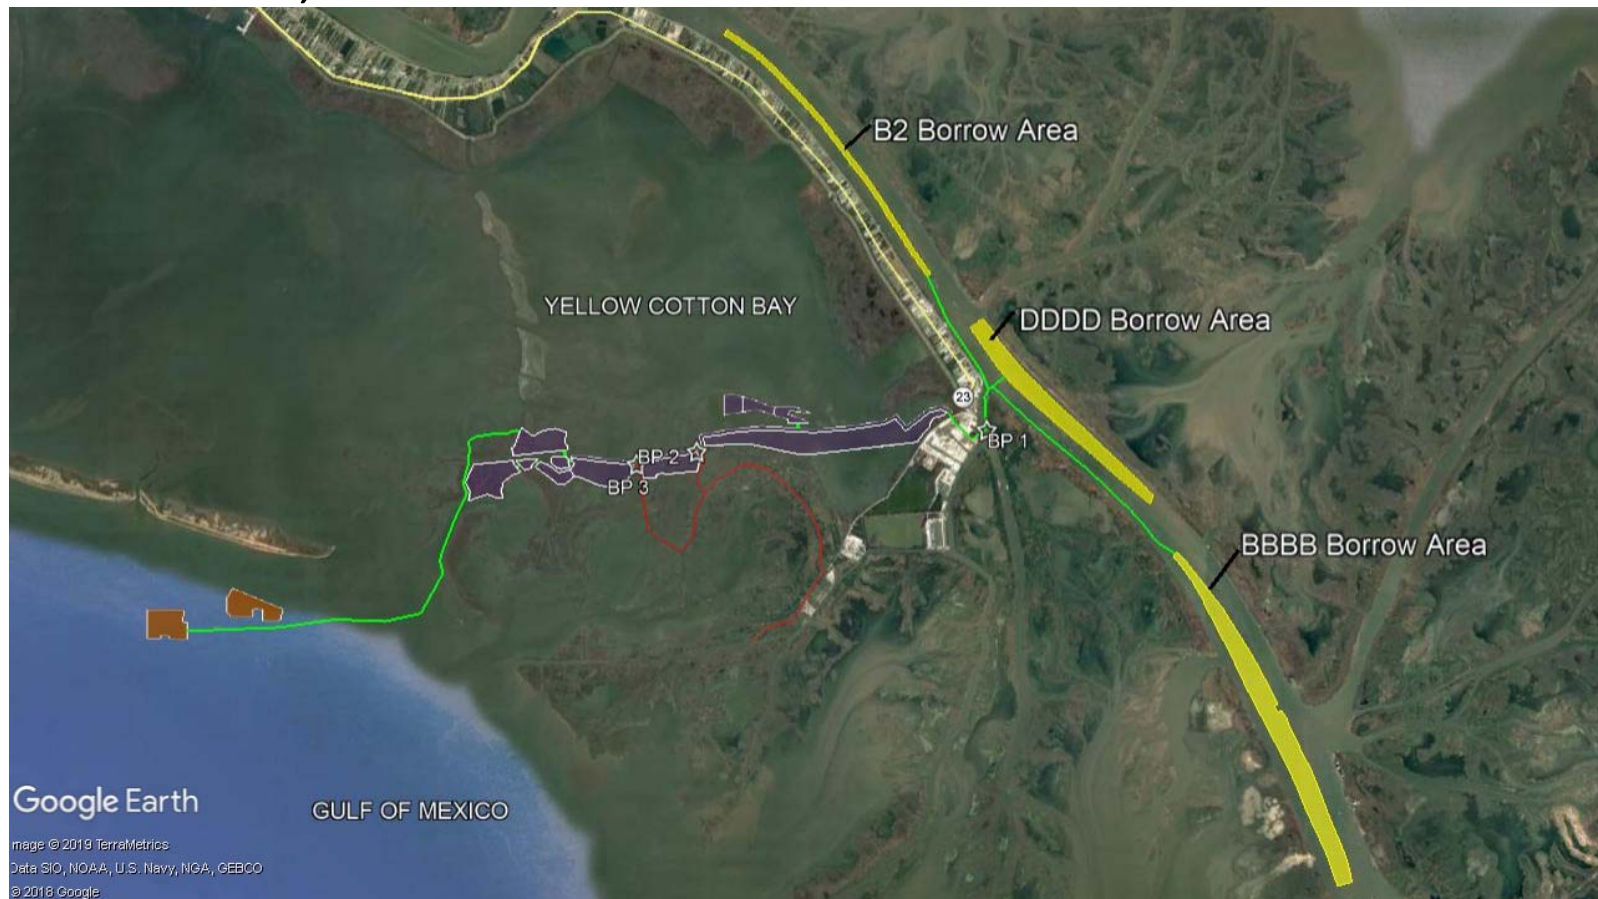 B2 Borrow Area
YELLOW COTTON BAY
DDDD Borrow Area
23
BP 1
BP 2
BP 3
BBBB Borrow Area
Google Earth
GULF OF MEXICO
mage © 2019 TerraMetrics
Data SIO, NOAA, U.S. Navy, NGA, GEBCO
© 2018 Google